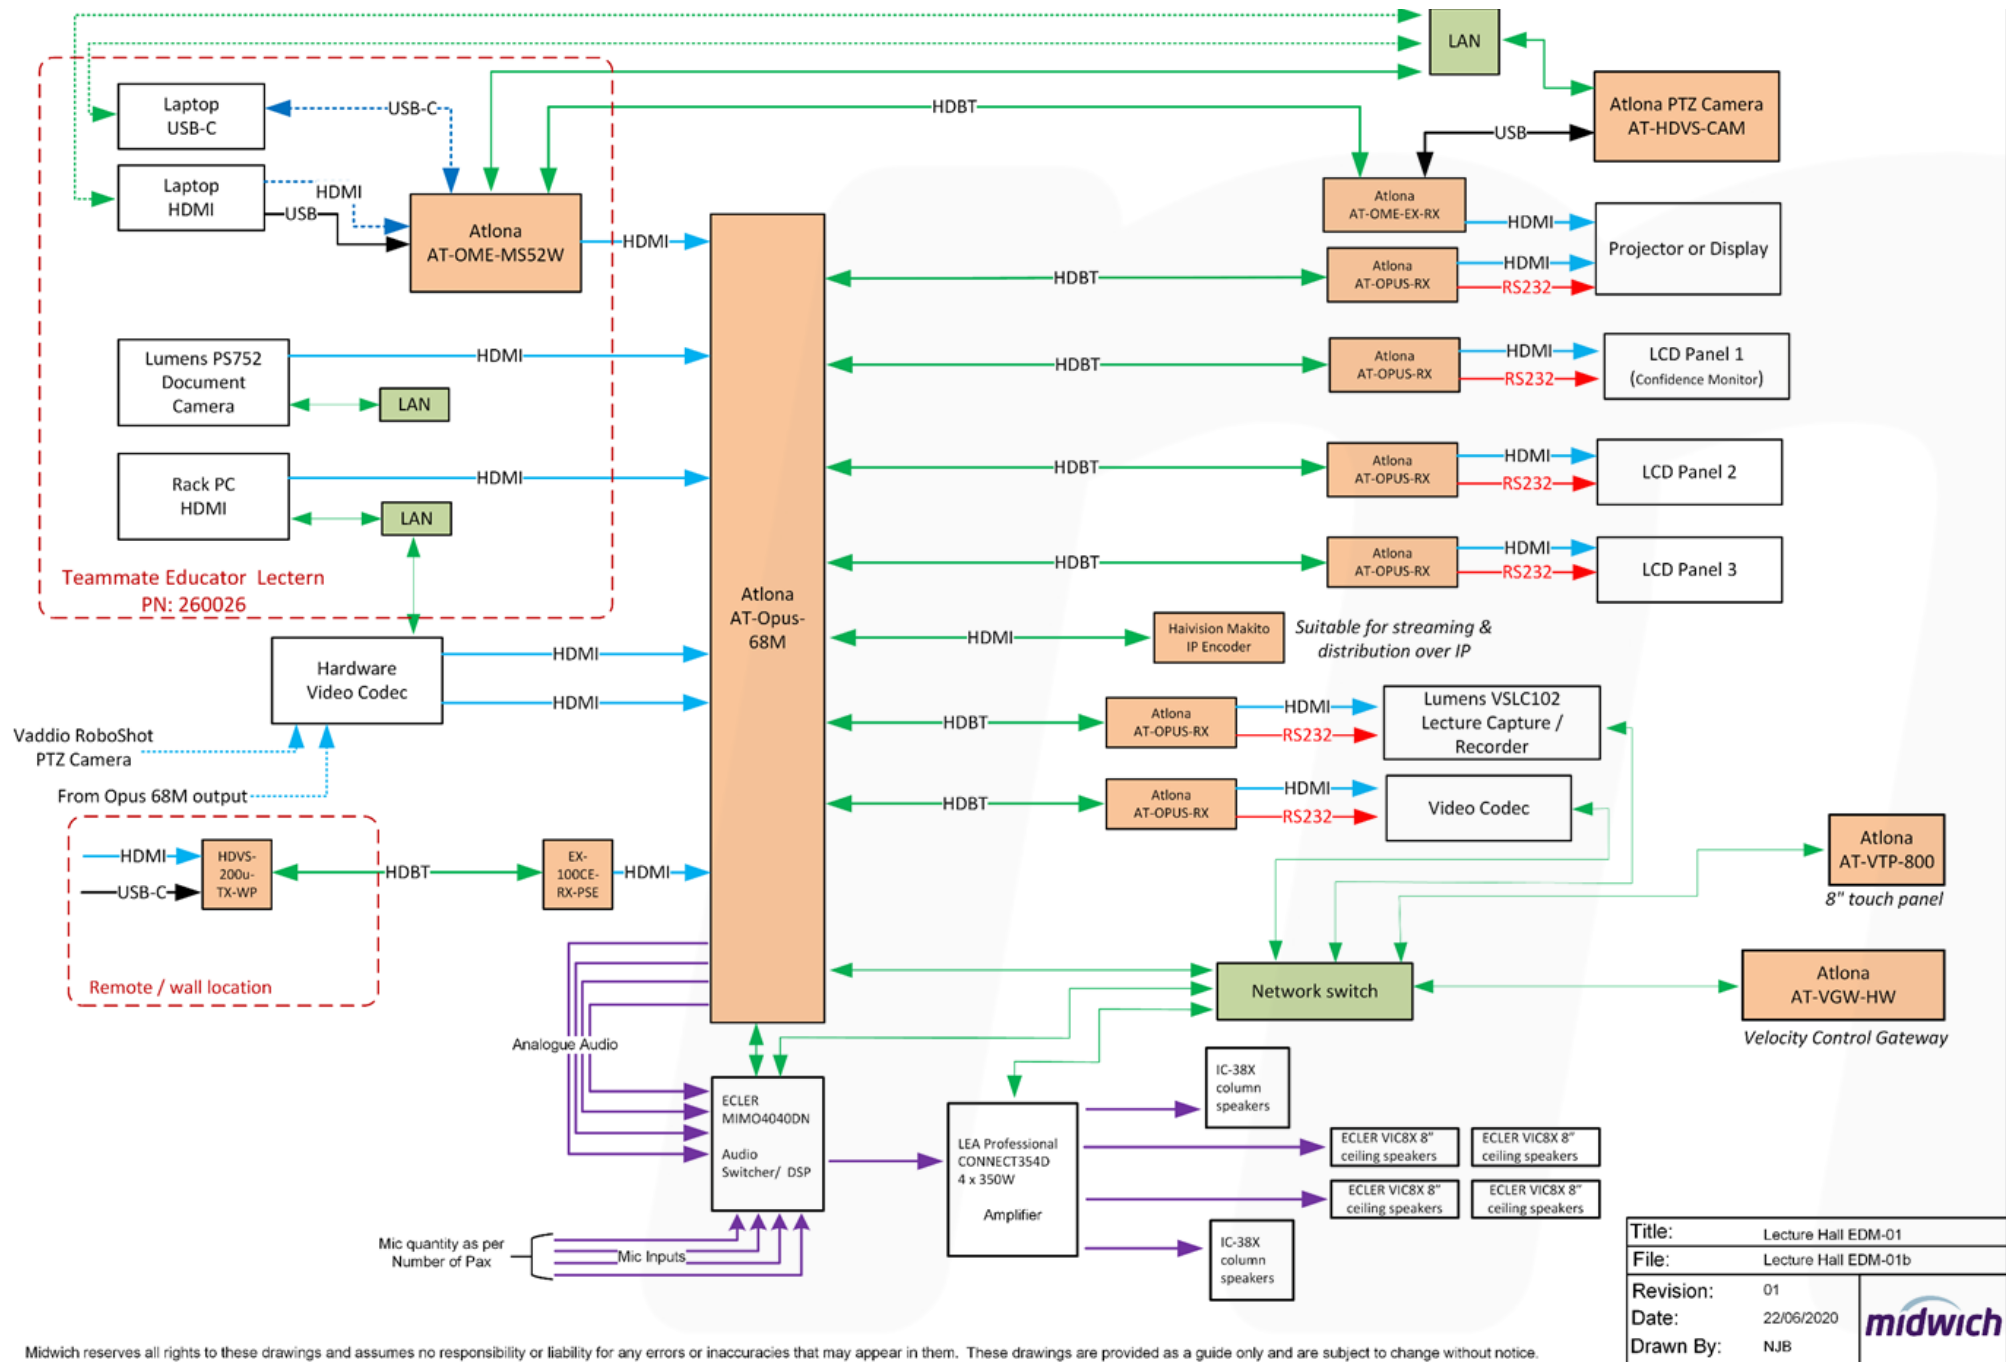 LAN
Laptop
USB-C
USB-C
HDBT
Atlona PTZ Camera
AT-HDVS-CAM
USB
Laptop
HDMI
HDMI
USB
Atlona
AT-OME-MS52W
HDMI
Atlona
AT-OME-EX-RX
HDMI
Projector or Display
HDBT
Atlona
AT-OPUS-RX
HDMI
RS232
Lumens PS752
Document
Camera
HDMI
LAN
HDBT
Atlona
AT-OPUS-RX
HDMI
RS232
LCD Panel 1
(Confidence Monitor)
Rack PC
HDMI
HDMI
LAN
HDBT
Atlona
AT-OPUS-RX
HDMI
RS232
LCD Panel 2
Teammate Educator Lectern
PN: 260026
Atlona
AT-Opus-
68M
HDBT
Atlona
AT-OPUS-RX
HDMI
RS232
LCD Panel 3
HDMI
Haivision Makito
IP Encoder
Suitable for streaming &
distribution over IP
Hardware
Video Codec
HDMI
HDMI
Vaddio RoboShot
PTZ Camera
From Opus 68M output
HDBT
Atlona
AT-OPUS-RX
HDMI
RS232
Lumens VSLC102
Lecture Capture /
Recorder
HDBT
Atlona
AT-OPUS-RX
HDMI
RS232
Video Codec
HDMI
USB-C
HDVS-
200u-
TX-WP
HDBT
EX-
100CE-
RX-PSE
HDMI
Remote / wall location
Atlona
AT-VTP-800
8" touch panel
Network switch
Atlona
AT-VGW-HW
Velocity Control Gateway
Analogue Audio
ECLER
MIMO4040DN
Audio
Switcher/ DSP
LEA Professional
CONNECT354D
4 x 350W
Amplifier
IC-38X
column
speakers
ECLER VIC8X 8"
ceiling speakers
ECLER VIC8X 8"
ceiling speakers
ECLER VIC8X 8"
ceiling speakers
ECLER VIC8X 8"
ceiling speakers
IC-38X
column
speakers
Mic quantity as per
Number of Pax
Mic Inputs
Title: Lecture Hall EDM-01
File: Lecture Hall EDM-01b
Revision: 01
Date: 22/06/2020
Drawn By: NJB
midwich
Midwich reserves all rights to these drawings and assumes no responsibility or liability for any errors or inaccuracies that may appear in them. These drawings are provided as a guide only and are subject to change without notice.